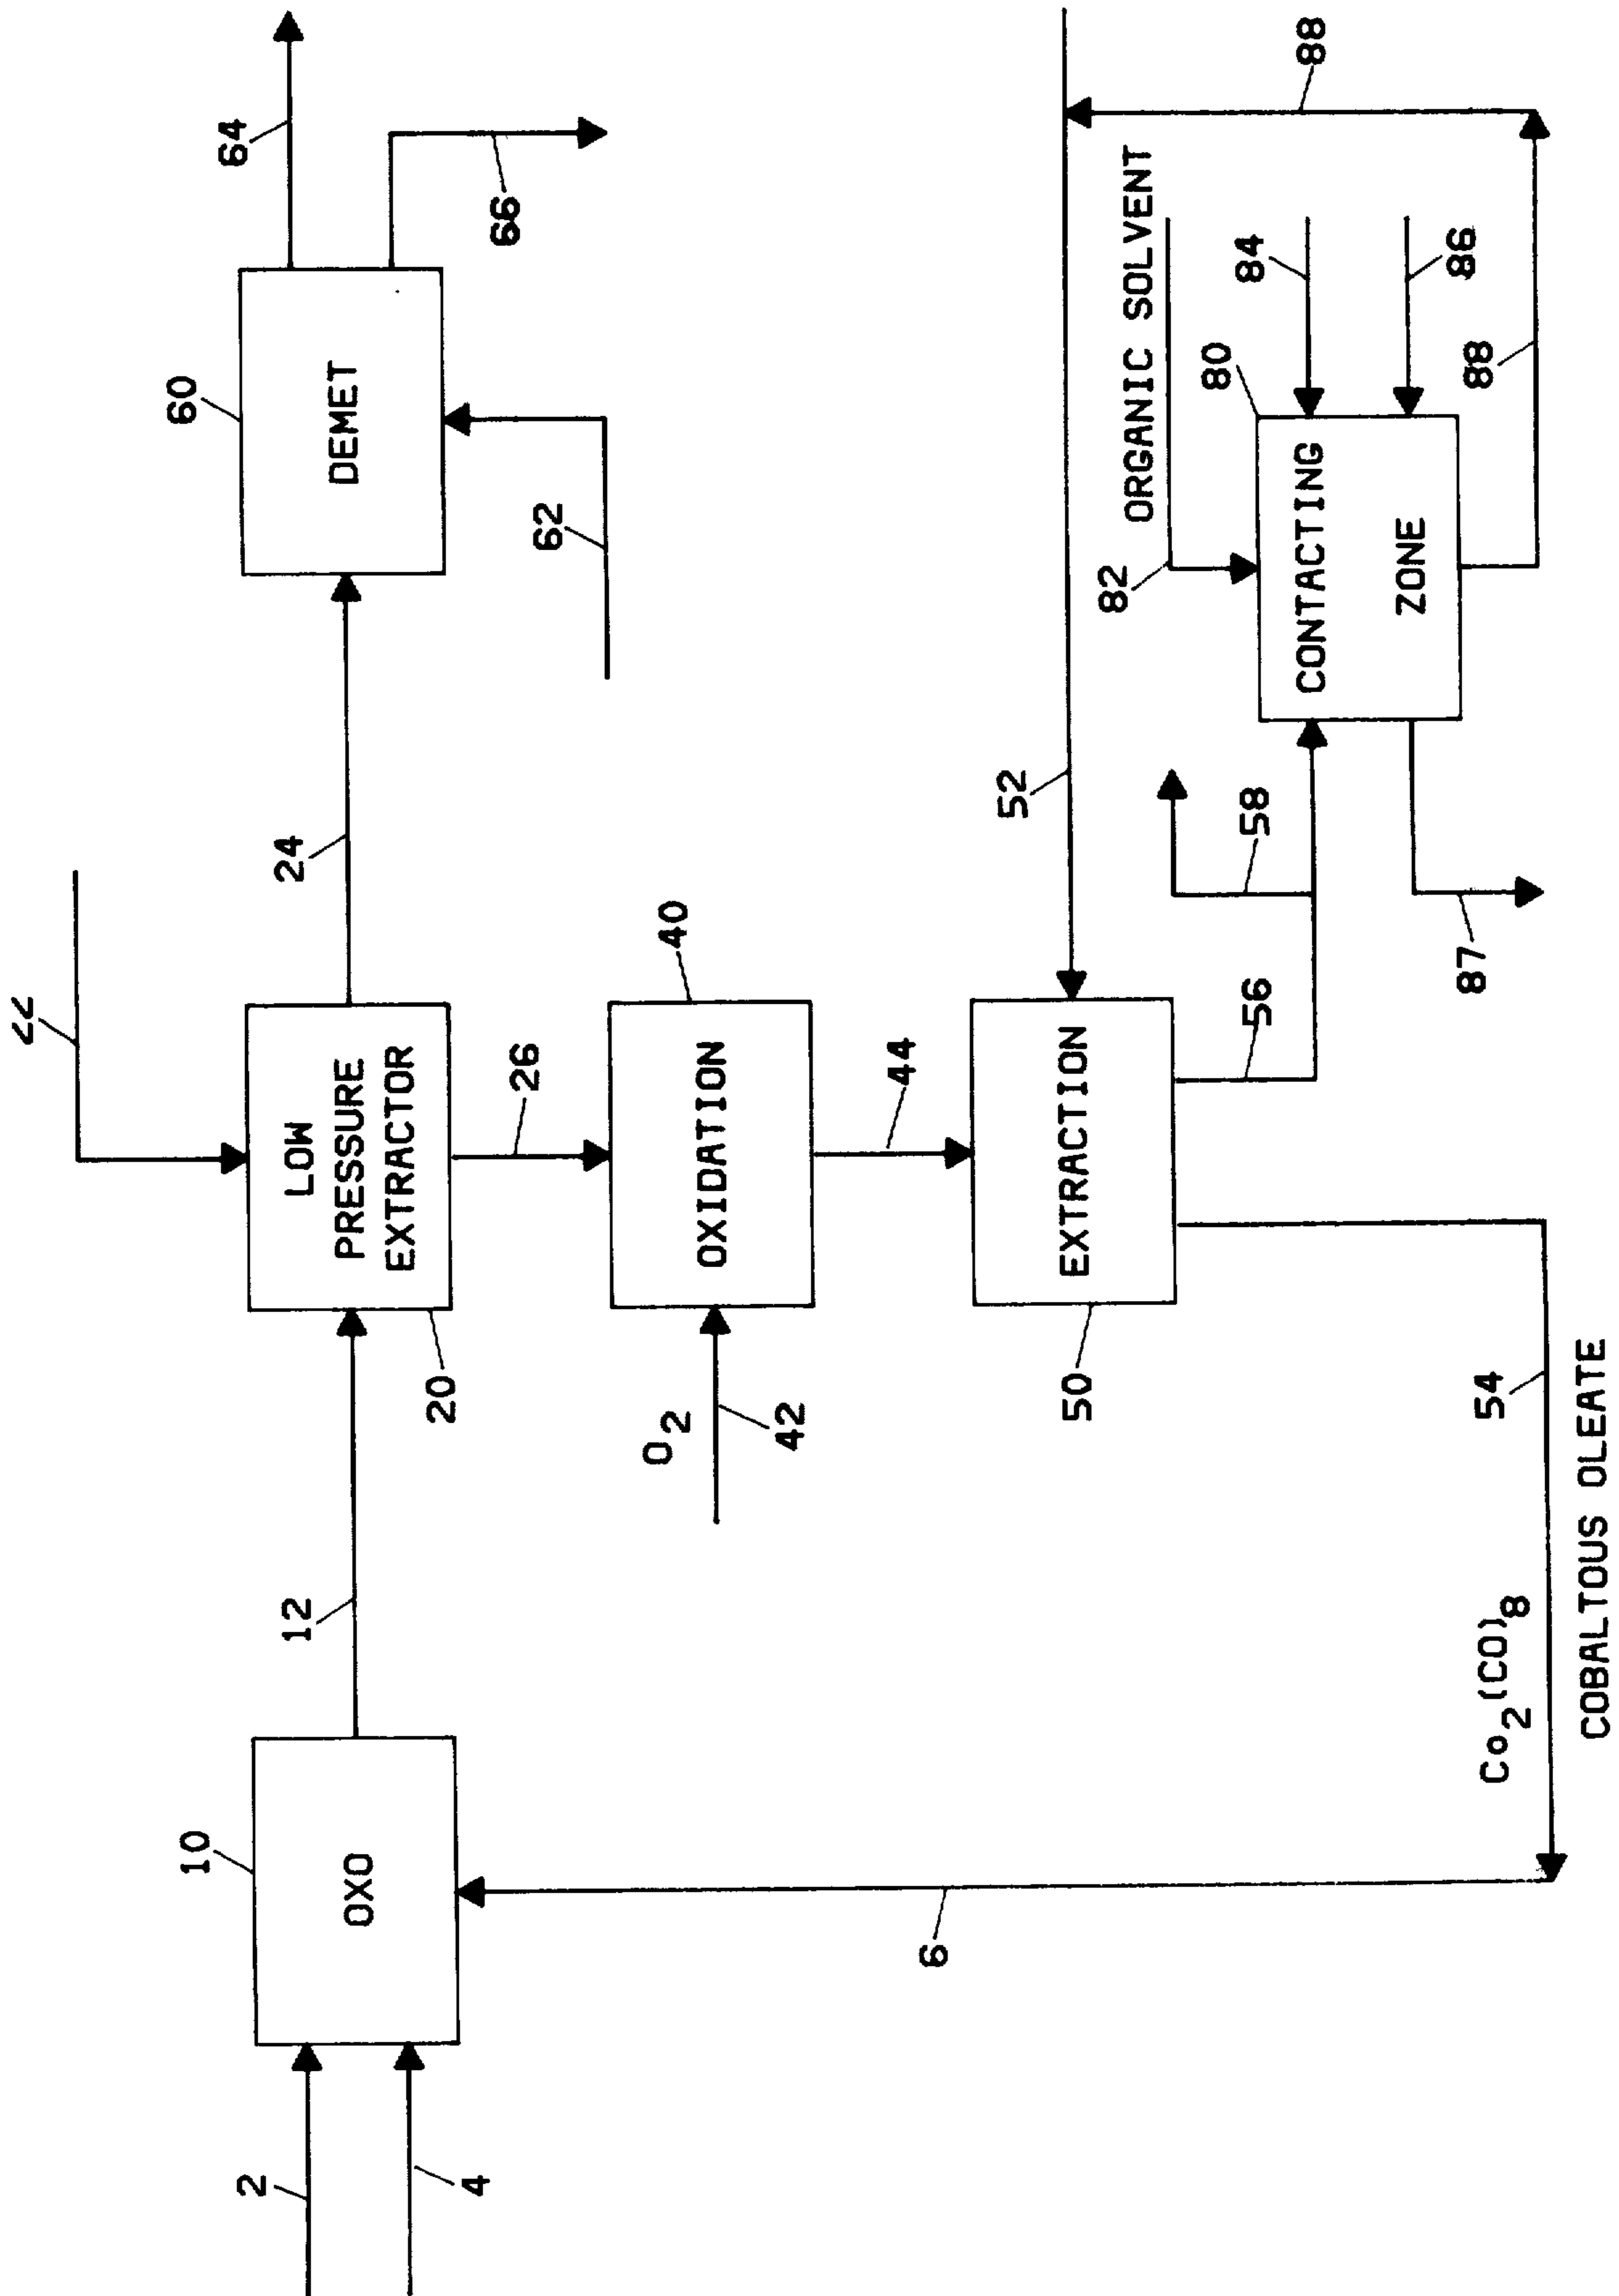 22
64
10
12
24
60
2
OXO
LOW
PRESSURE
EXTRACTOR
DEMET
4
20
26
66
62
O2
42
OXIDATION
40
6
44
52
50
EXTRACTION
82
ORGANIC SOLVENT
56
58
80
84
88
CONTACTING
ZONE
86
Co2(CO)8
54
87
88
COBALTOUS OLEATE